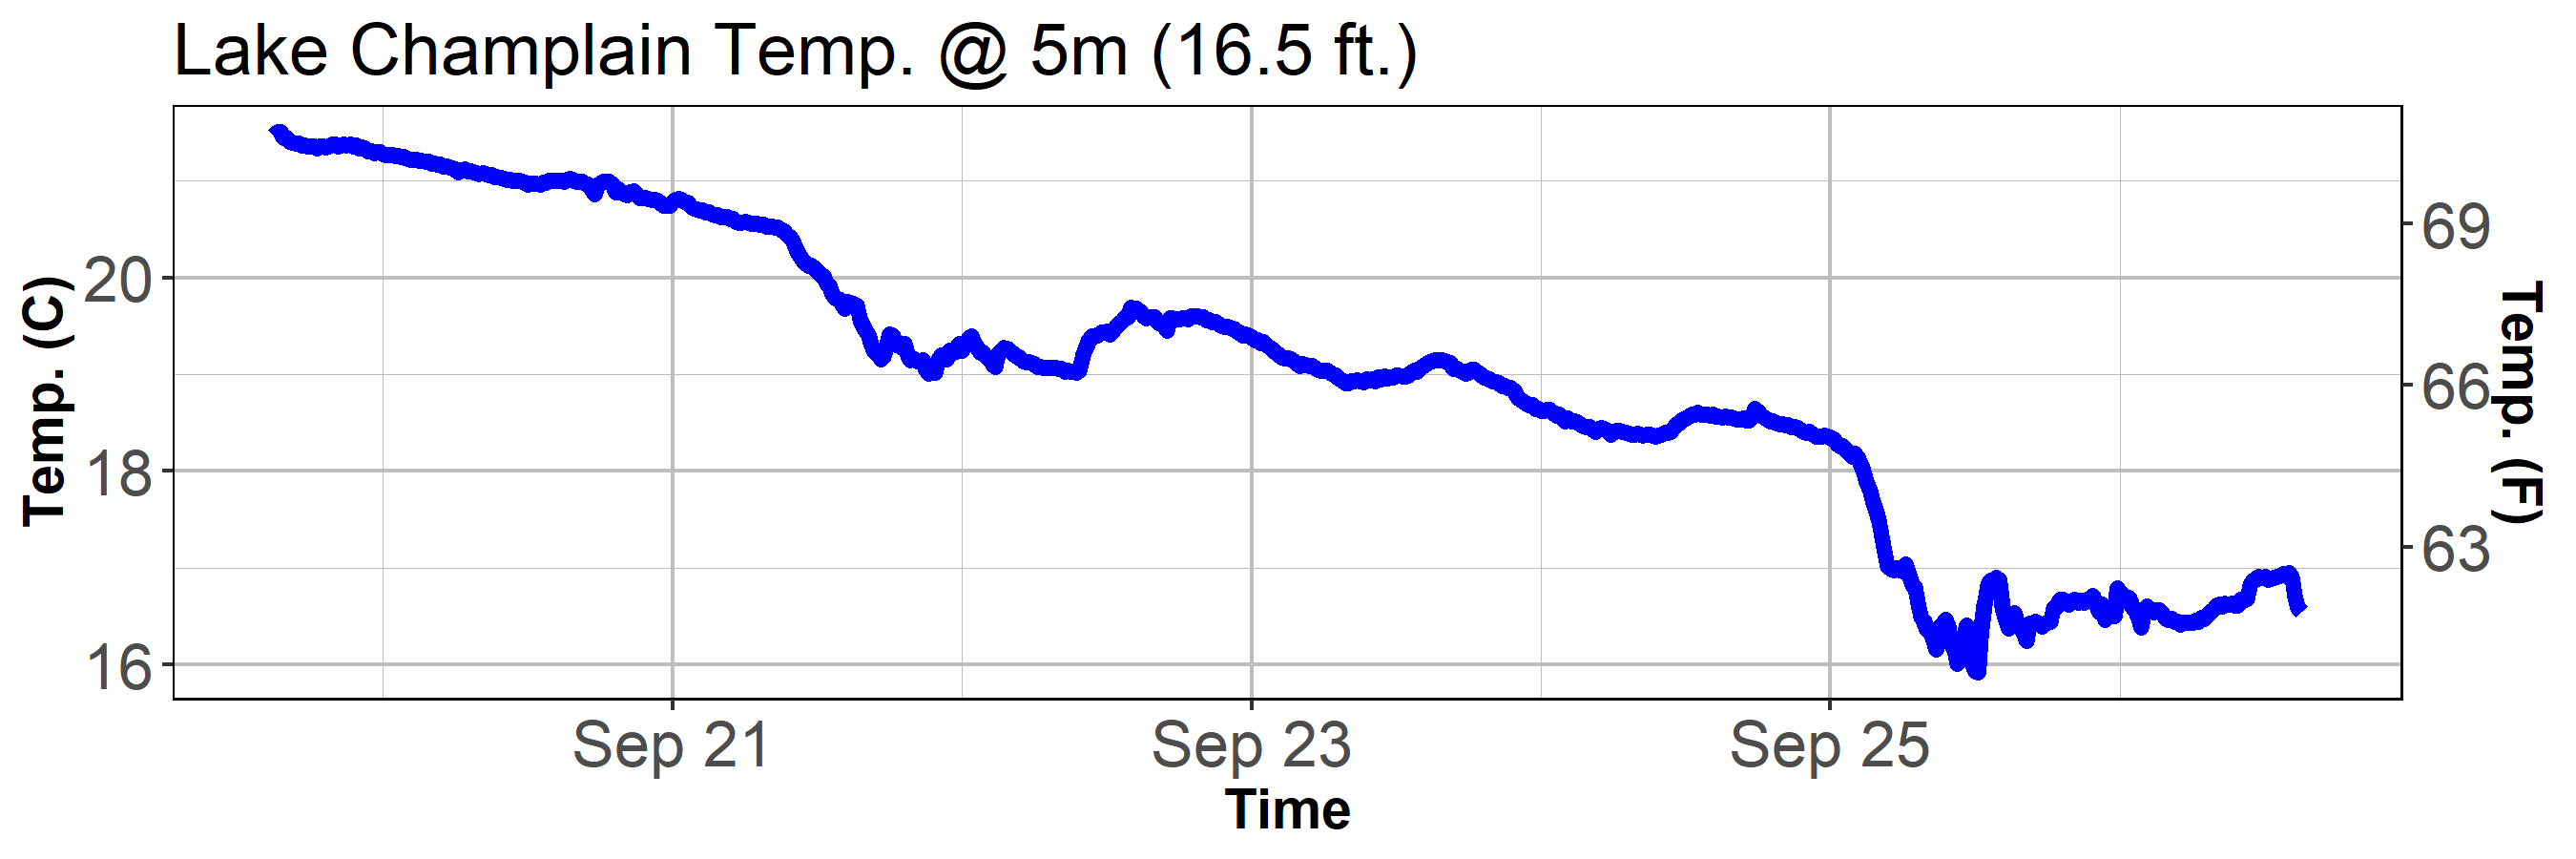 Lake Champlain Temp. @ 5m (16.5 ft.)
Temp. (C)
20
18
16
69
66
63
Temp. (F)
Sep 21
Sep 23
Sep 25
Time